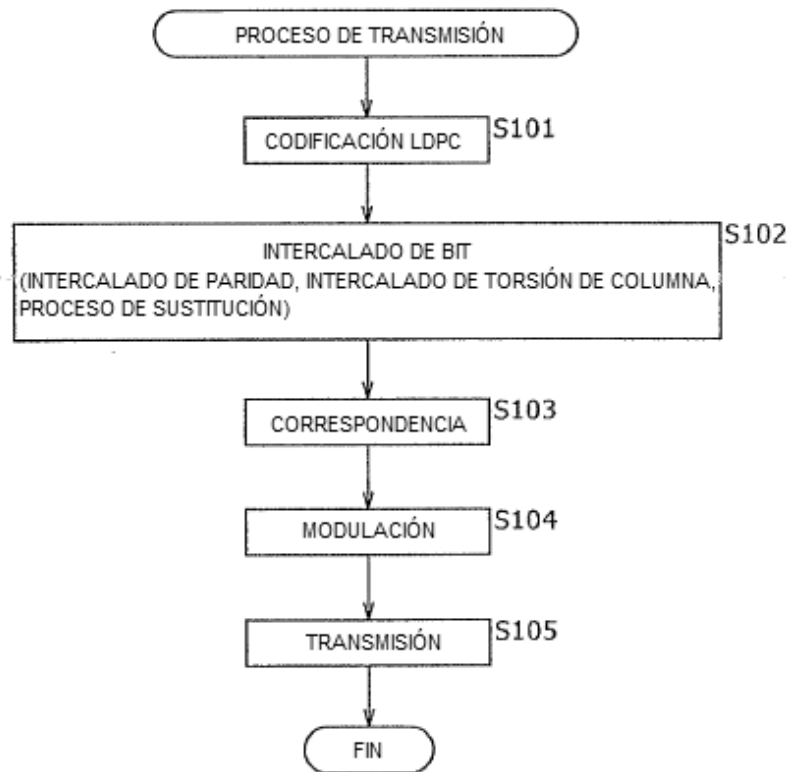 PROCESO DE TRANSMISIÓN
CODIFICACIÓN LDPC
S101
INTERCALADO DE BIT
(INTERCALADO DE PARIDAD, INTERCALADO DE TORSIÓN DE COLUMNA,
PROCESO DE SUSTITUCIÓN)
S102
CORRESPONDENCIA
S103
MODULACIÓN
S104
TRANSMISIÓN
S105
FIN